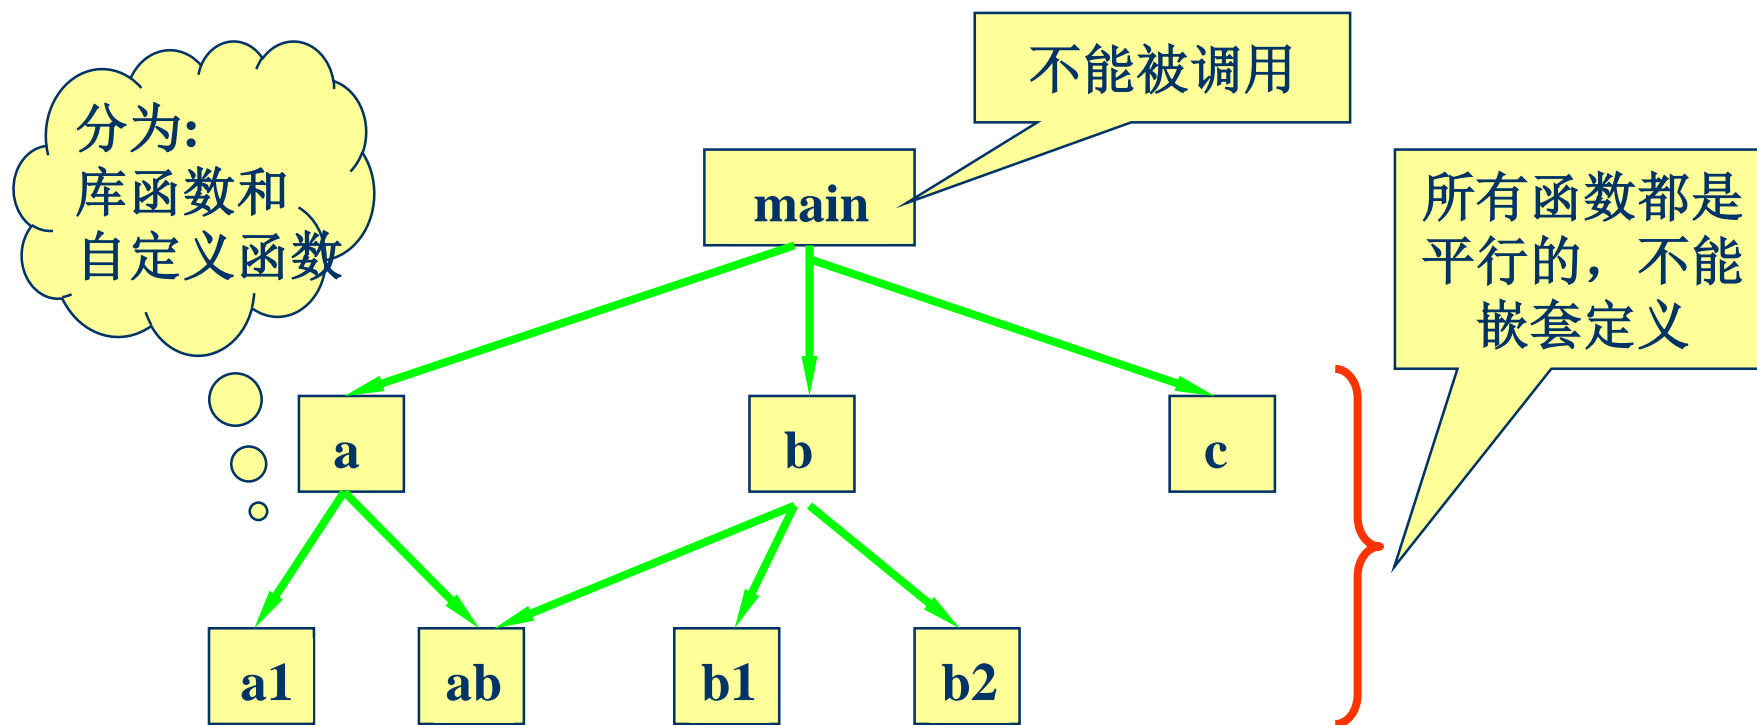 不能被调用
分为:
库函数和
自定义函数
main
所有函数都是
平行的，不能
嵌套定义
a
b
c
a1
ab
b1
b2